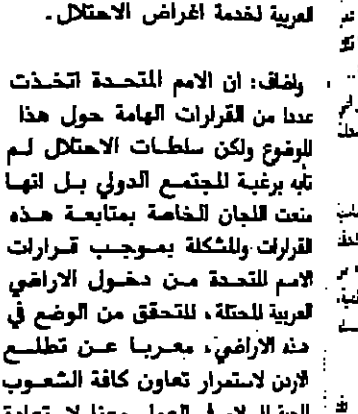 العربية لخدمة اغراض الاحتلال.
واضاف: ان الامم المتحدة اتخذت
عددا من القرارات الهامة حول هذا
الموضوع ولكن سلطات الاحتلال لم
تأبه برغبة المجتمع الدولي بل انها
منعت اللجان الخاصة بمتابعة هذه
القرارات والمشكلة بموجب قرارات
الامم المتحدة من دخول الاراضي
العربية المحتلة، للتحقق من الوضع في
هذه الاراضي، معربا عن تطلع
الاردن لاستمرار تعاون كافة الشعوب